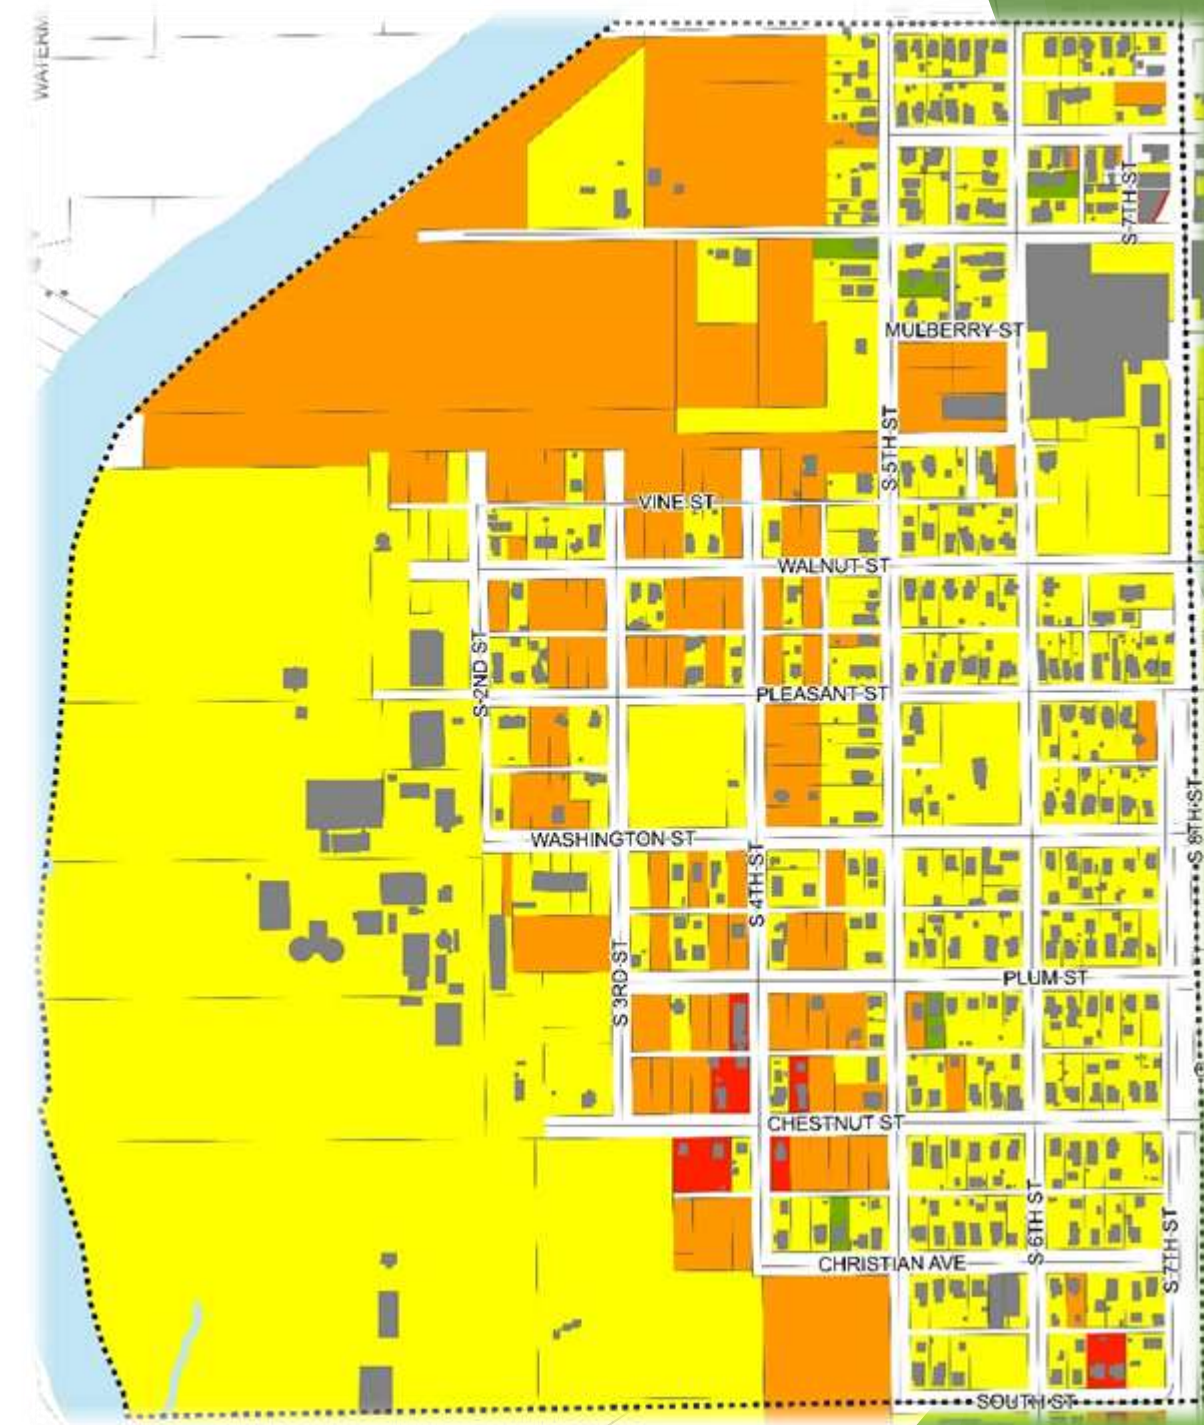 S 7TH ST
MULBERRY ST
S 5TH ST
VINE ST
WALNUT ST
S 2ND ST
PLEASANT ST
WASHINGTON ST
S 8TH ST
S 4TH ST
S 3RD ST
PLUM ST
CHESTNUT ST
S 6TH ST
S 7TH ST
CHRISTIAN AVE
SOUTH ST